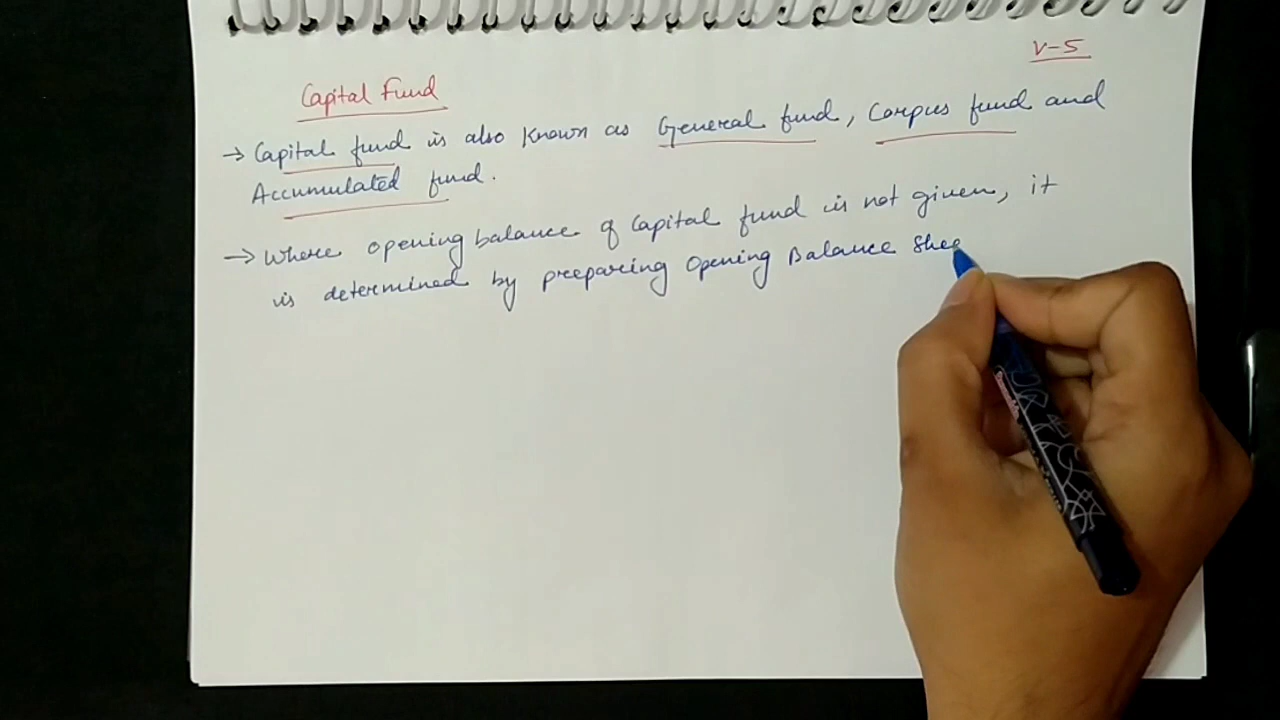 V-5
Capital Fund
→ Capital fund is also known as General fund, Corpus fund and
Accumulated fund.
→ Where opening balance of Capital fund is not given, it
is determined by preparing Opening Balance Shee